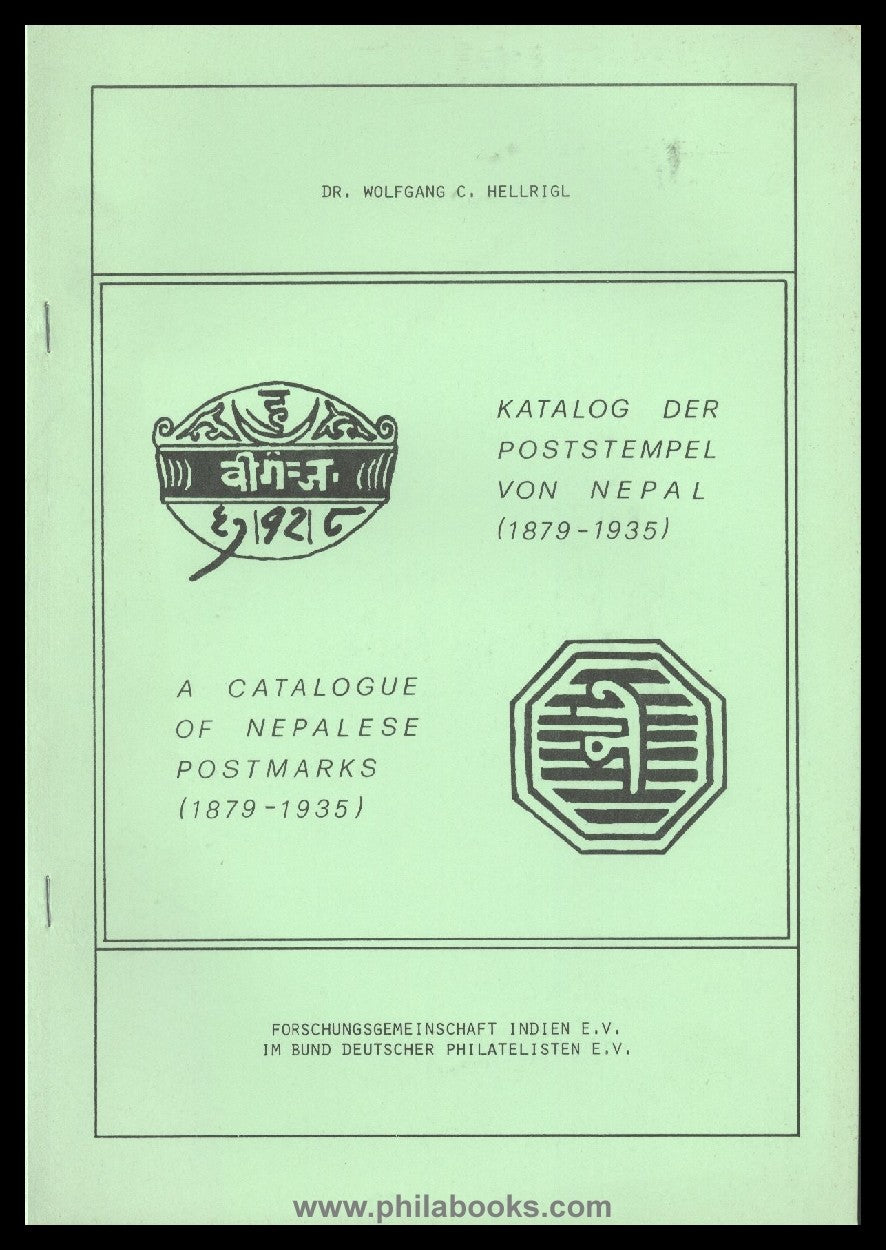 DR. WOLFGANG C. HELLRIGL
ह
वीगंन्ज.
KATALOG DER
POSTSTEMPEL
VON NEPAL
(1879-1935)
A CATALOGUE
OF NEPALESE
POSTMARKS
(1879-1935)
FORSCHUNGSGEMEINSCHAFT INDIEN E.V.
IM BUND DEUTSCHER PHILATELISTEN E.V.
www.philabooks.com